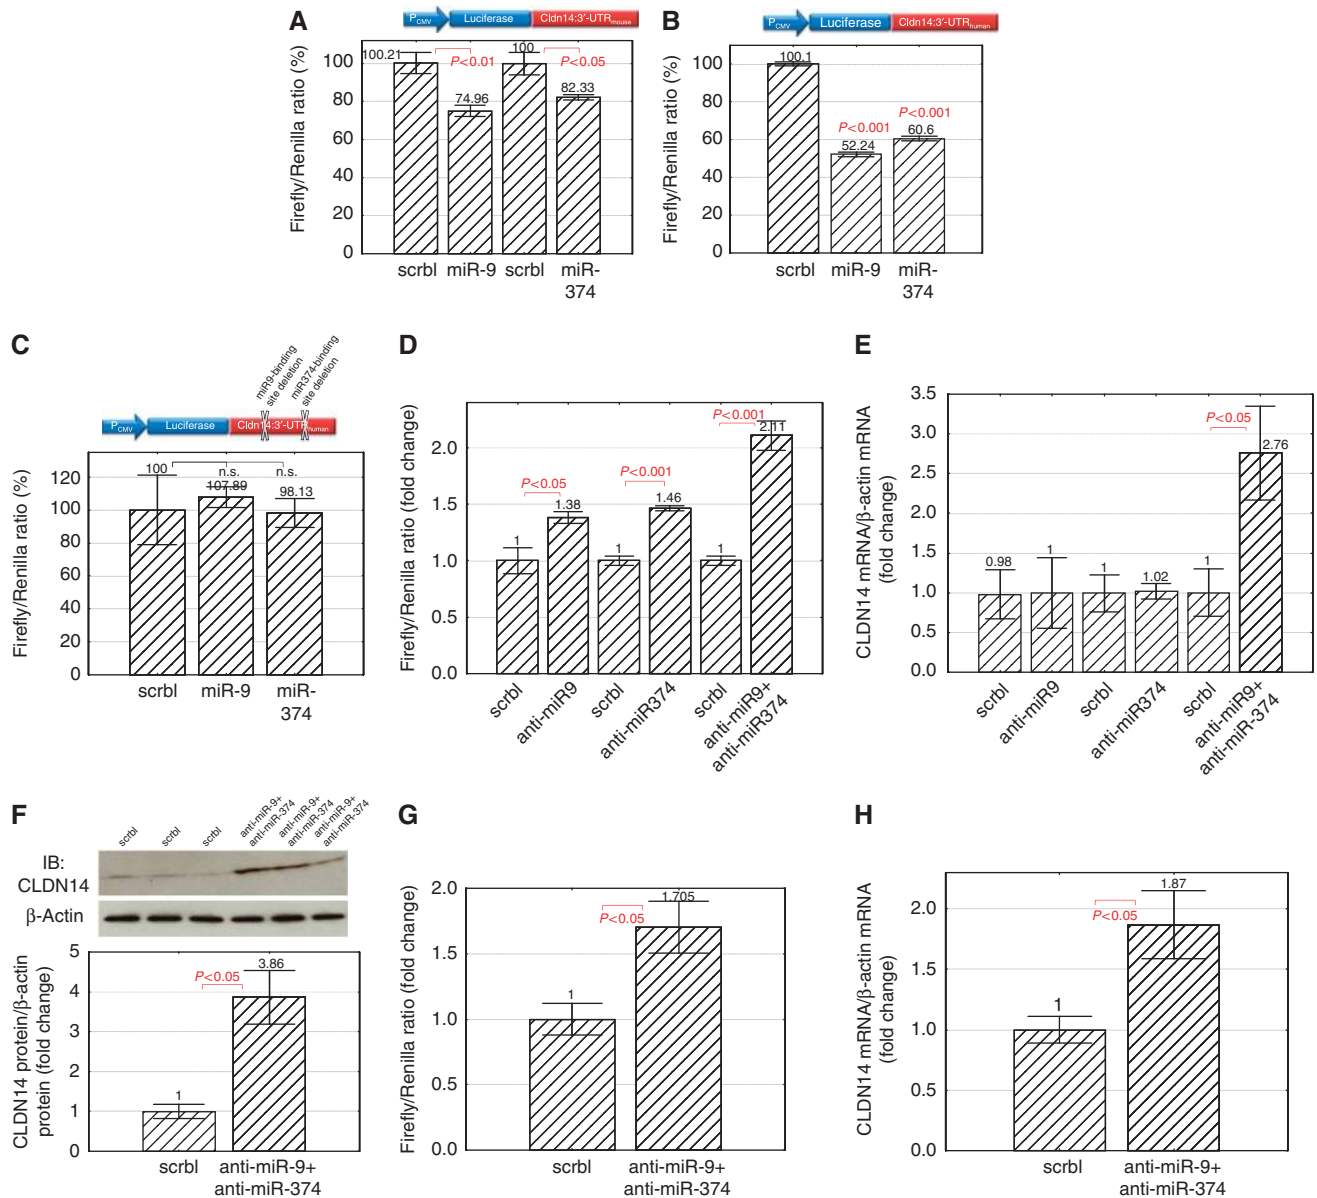 A
P CMV Luciferase Cldn14:3′-UTR mouse
Firefly/Renilla ratio (%)
100
80
60
40
20
0
100.21
74.96
100
82.33
P<0.01
P<0.05
scrbl miR-9 scrbl miR-
374
B
P CMV Luciferase Cldn14:3′-UTR human
Firefly/Renilla ratio (%)
100
80
60
40
20
0
100.1
52.24
60.6
P<0.001
P<0.001
scrbl miR-9 miR-
374
C
miR9-binding
site deletion
miR374-binding
site deletion
P CMV Luciferase Cldn14:3′-UTR human
Firefly/Renilla ratio (%)
120
100
80
60
40
20
0
100
n.s.
107.89
n.s.
98.13
scrbl miR-9 miR-
374
D
Firefly/Renilla ratio (fold change)
2.0
1.5
1.0
0.5
0.0
1
P<0.05
1.38
1
P<0.001
1.46
1
P<0.001
2.11
scrbl
anti-miR9
scrbl
anti-miR374
scrbl
anti-miR9+
anti-miR374
E
CLDN14 mRNA/β-actin mRNA
(fold change)
3.5
3.0
2.5
2.0
1.5
1.0
0.5
0.0
0.98
1
1
1.02
1
P<0.05
2.76
scrbl
anti-miR9
scrbl
anti-miR374
scrbl
anti-miR9+
anti-miR-374
F
scrbl
scrbl
scrbl
anti-miR-9+
anti-miR-374
anti-miR-9+
anti-miR-374
anti-miR-9+
anti-miR-374
IB:
CLDN14
β-Actin
CLDN14 protein/β-actin
protein (fold change)
5
4
3
2
1
0
1
P<0.05
3.86
scrbl anti-miR-9+
anti-miR-374
G
Firefly/Renilla ratio (fold change)
2.0
1.5
1.0
0.5
0.0
1
P<0.05
1.705
scrbl anti-miR-9+
anti-miR-374
H
CLDN14 mRNA/β-actin mRNA
(fold change)
2.0
1.5
1.0
0.5
0.0
1
P<0.05
1.87
scrbl anti-miR-9+
anti-miR-374